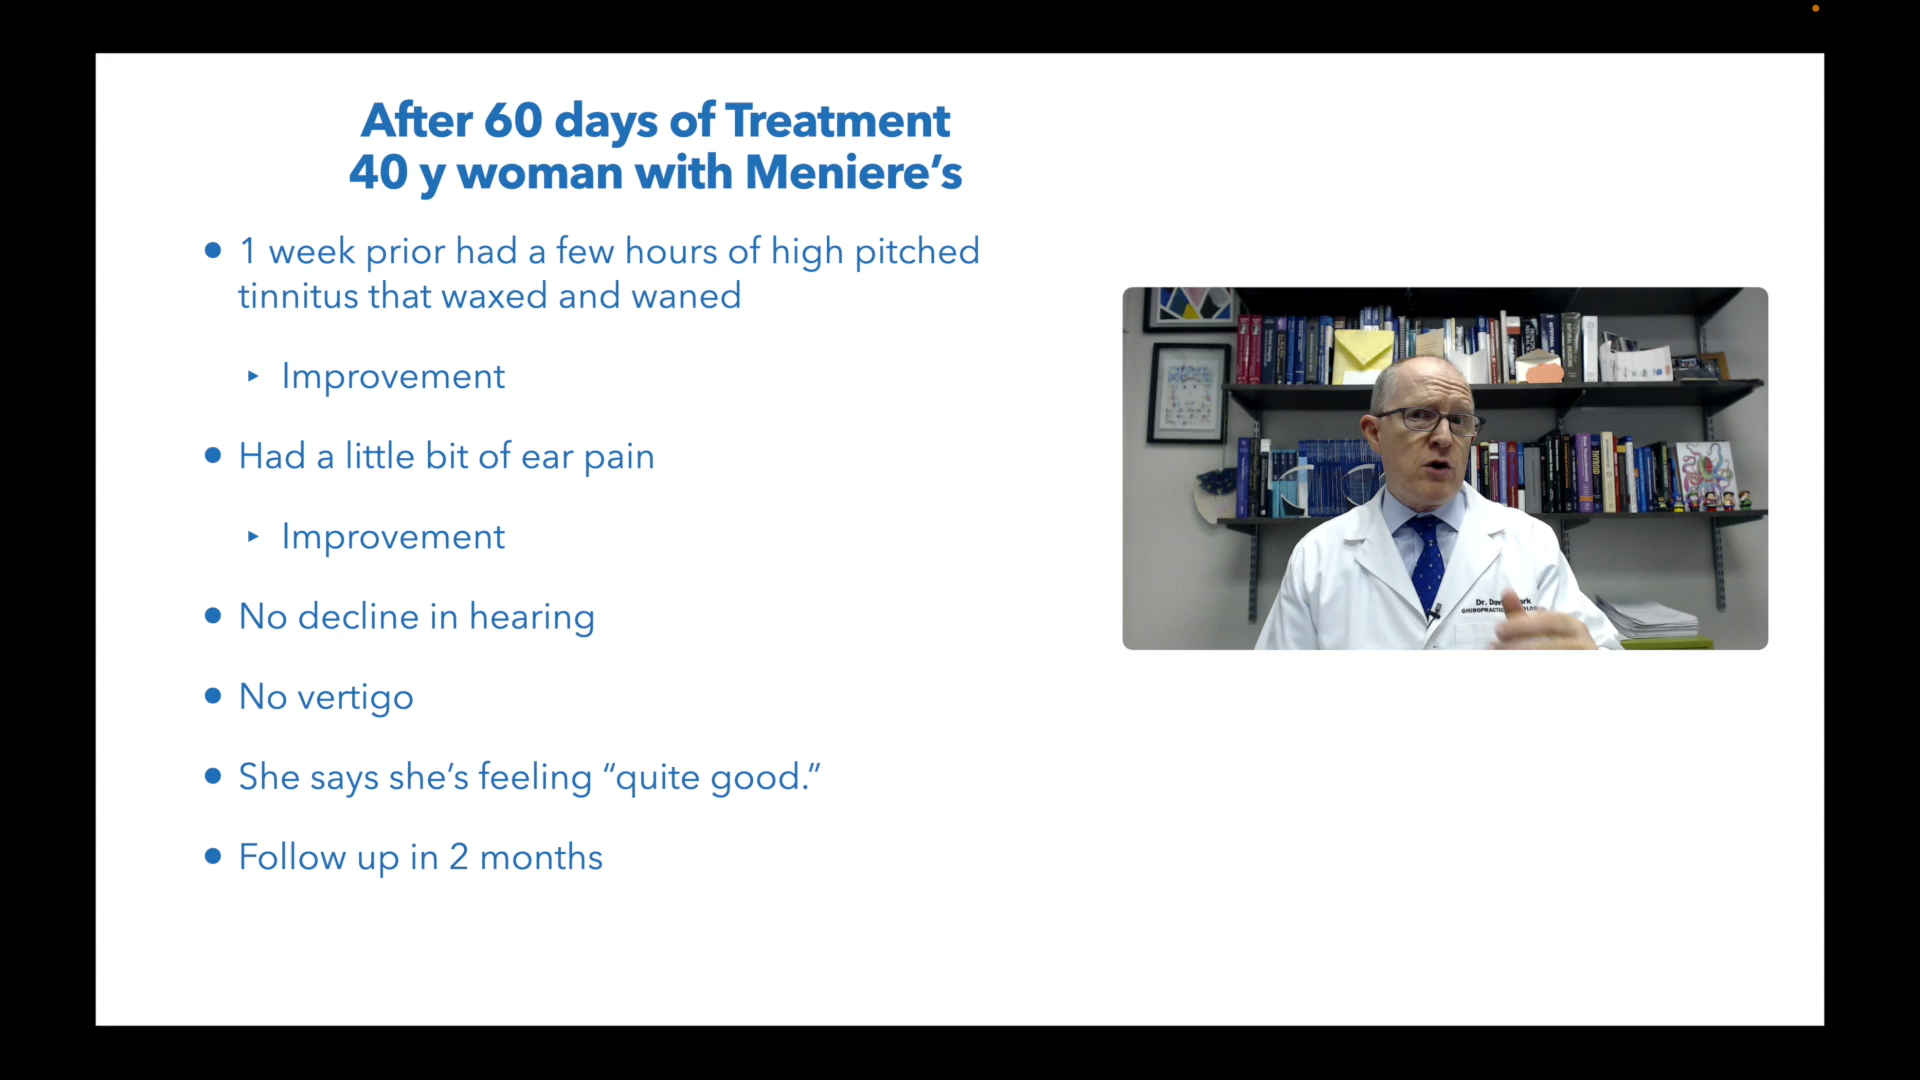 After 60 days of Treatment
40 y woman with Meniere’s
● 1 week prior had a few hours of high pitched
tinnitus that waxed and waned
‣ Improvement
● Had a little bit of ear pain
‣ Improvement
● No decline in hearing
● No vertigo
● She says she’s feeling “quite good.”
● Follow up in 2 months
Dr.